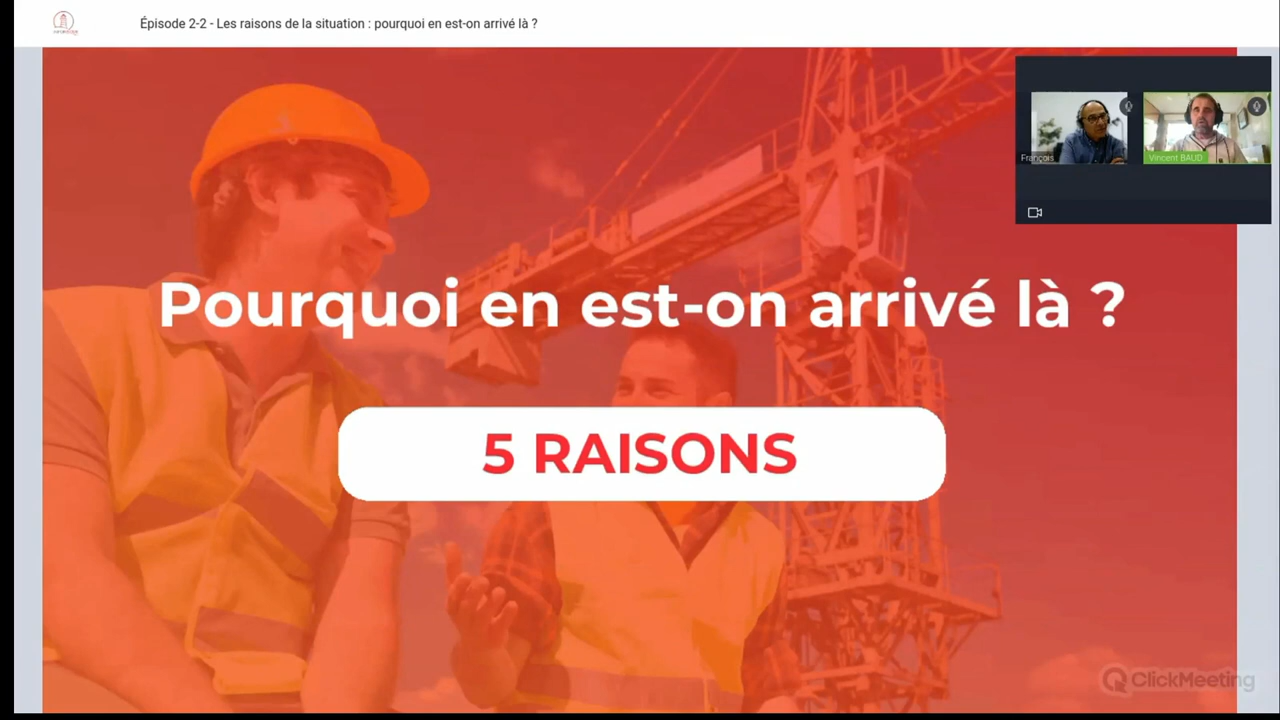 Épisode 2-2 - Les raisons de la situation : pourquoi en est-on arrivé là ?
François
Vincent BAUD
Pourquoi en est-on arrivé là ?
5 RAISONS
ClickMeeting